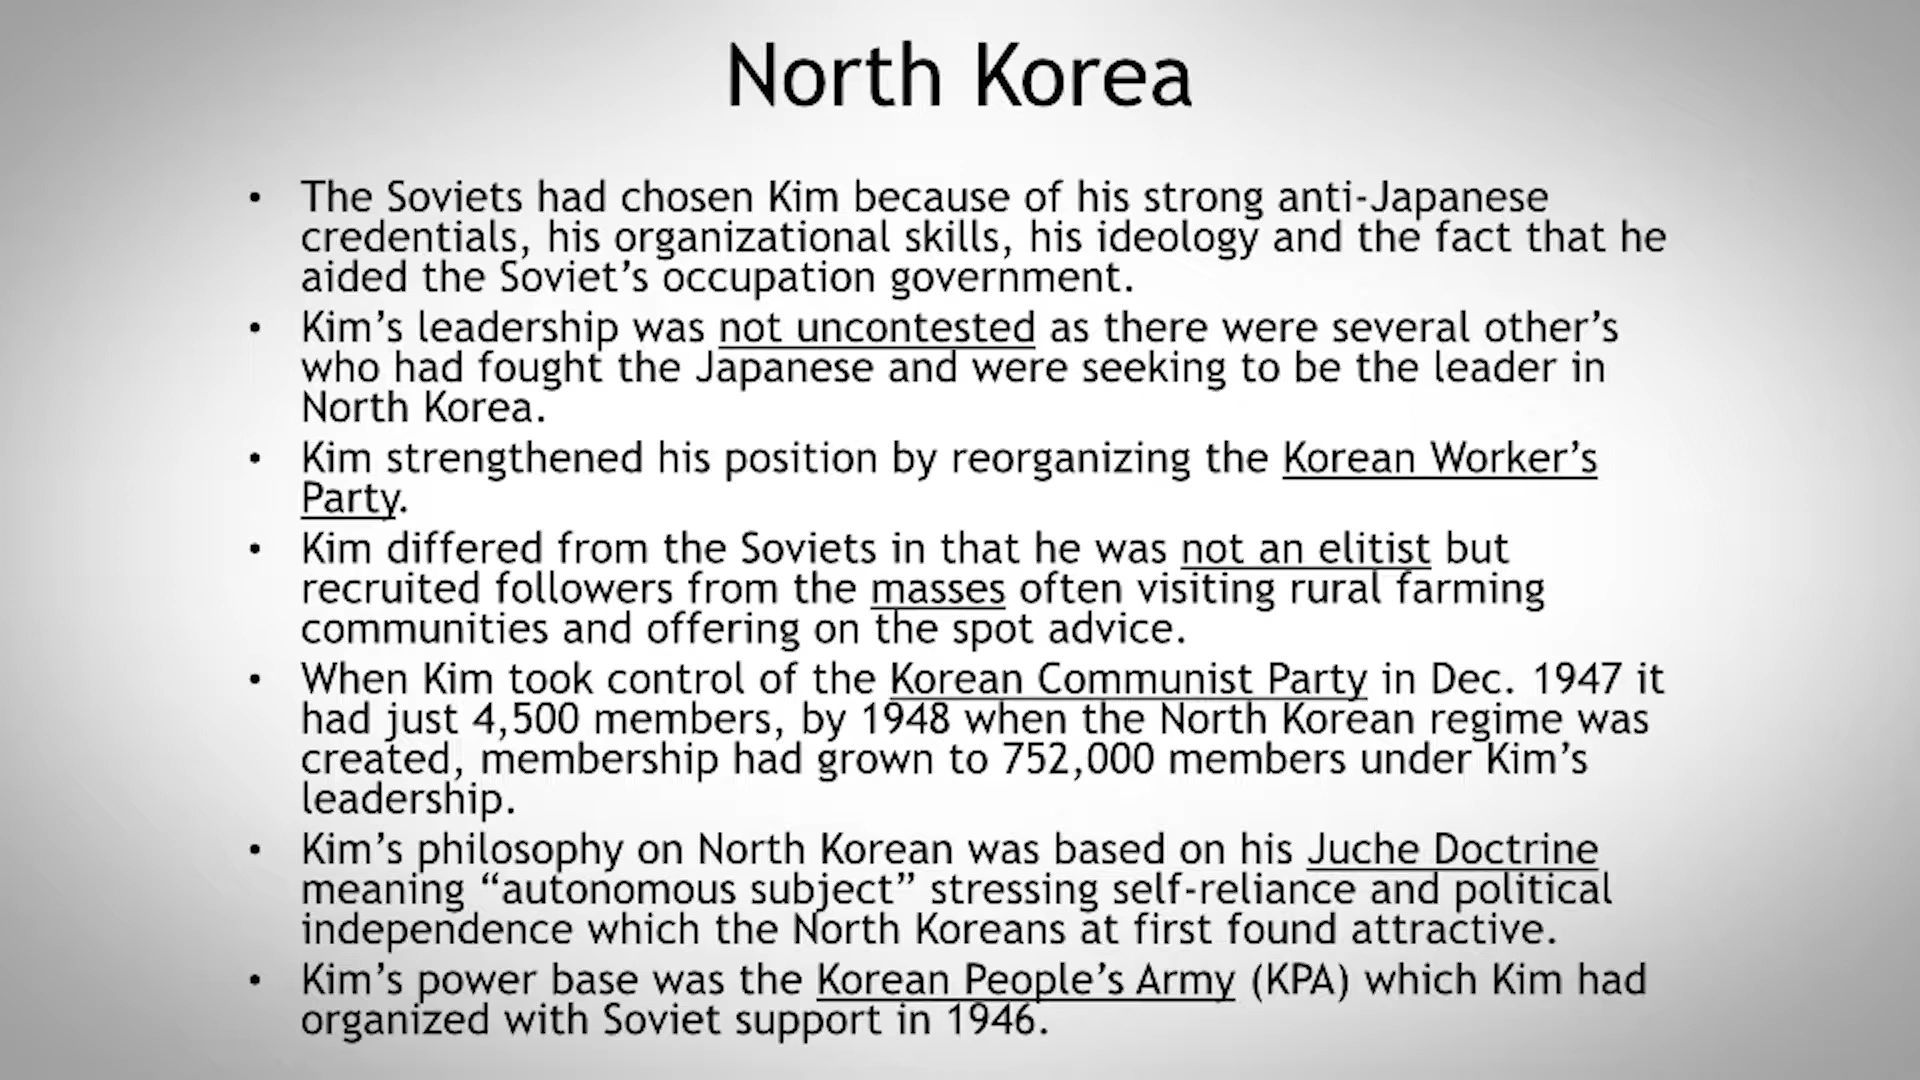 North Korea
• The Soviets had chosen Kim because of his strong anti-Japanese
credentials, his organizational skills, his ideology and the fact that he
aided the Soviet’s occupation government.
• Kim’s leadership was not uncontested as there were several other’s
who had fought the Japanese and were seeking to be the leader in
North Korea.
• Kim strengthened his position by reorganizing the Korean Worker’s
Party.
• Kim differed from the Soviets in that he was not an elitist but
recruited followers from the masses often visiting rural farming
communities and offering on the spot advice.
• When Kim took control of the Korean Communist Party in Dec. 1947 it
had just 4,500 members, by 1948 when the North Korean regime was
created, membership had grown to 752,000 members under Kim’s
leadership.
• Kim’s philosophy on North Korean was based on his Juche Doctrine
meaning “autonomous subject” stressing self-reliance and political
independence which the North Koreans at first found attractive.
• Kim’s power base was the Korean People’s Army (KPA) which Kim had
organized with Soviet support in 1946.